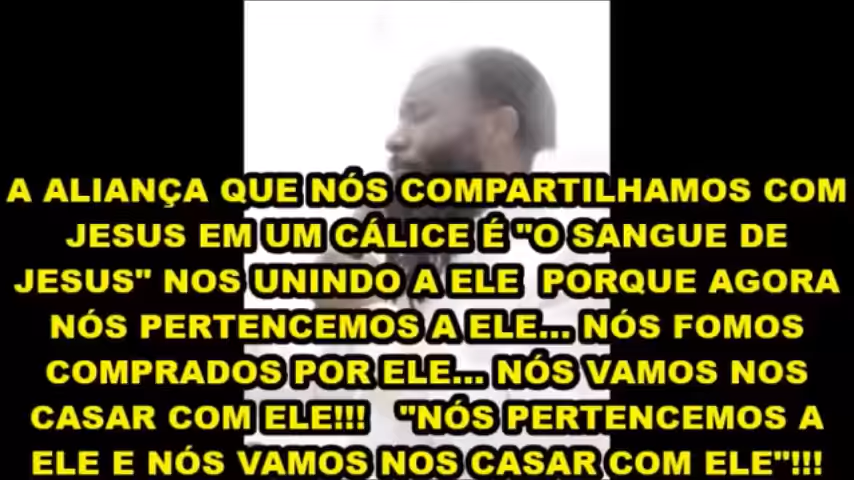 A ALIANÇA QUE NÓS COMPARTILHAMOS COM
JESUS EM UM CÁLICE É "O SANGUE DE
JESUS" NOS UNINDO A ELE PORQUE AGORA
NÓS PERTENCEMOS A ELE... NÓS FOMOS
COMPRADOS POR ELE... NÓS VAMOS NOS
CASAR COM ELE!!! "NÓS PERTENCEMOS A
ELE E NÓS VAMOS NOS CASAR COM ELE"!!!